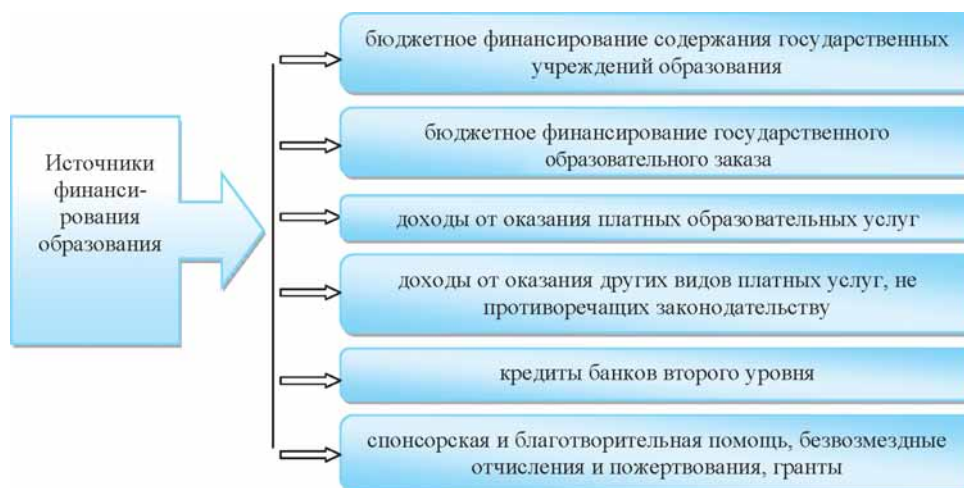 Источники
финанси-
рования
образования
бюджетное финансирование содержания государственных
учреждений образования
бюджетное финансирование государственного
образовательного заказа
доходы от оказания платных образовательных услуг
доходы от оказания других видов платных услуг, не
противоречащих законодательству
кредиты банков второго уровня
спонсорская и благотворительная помощь, безвозмездные
отчисления и пожертвования, гранты